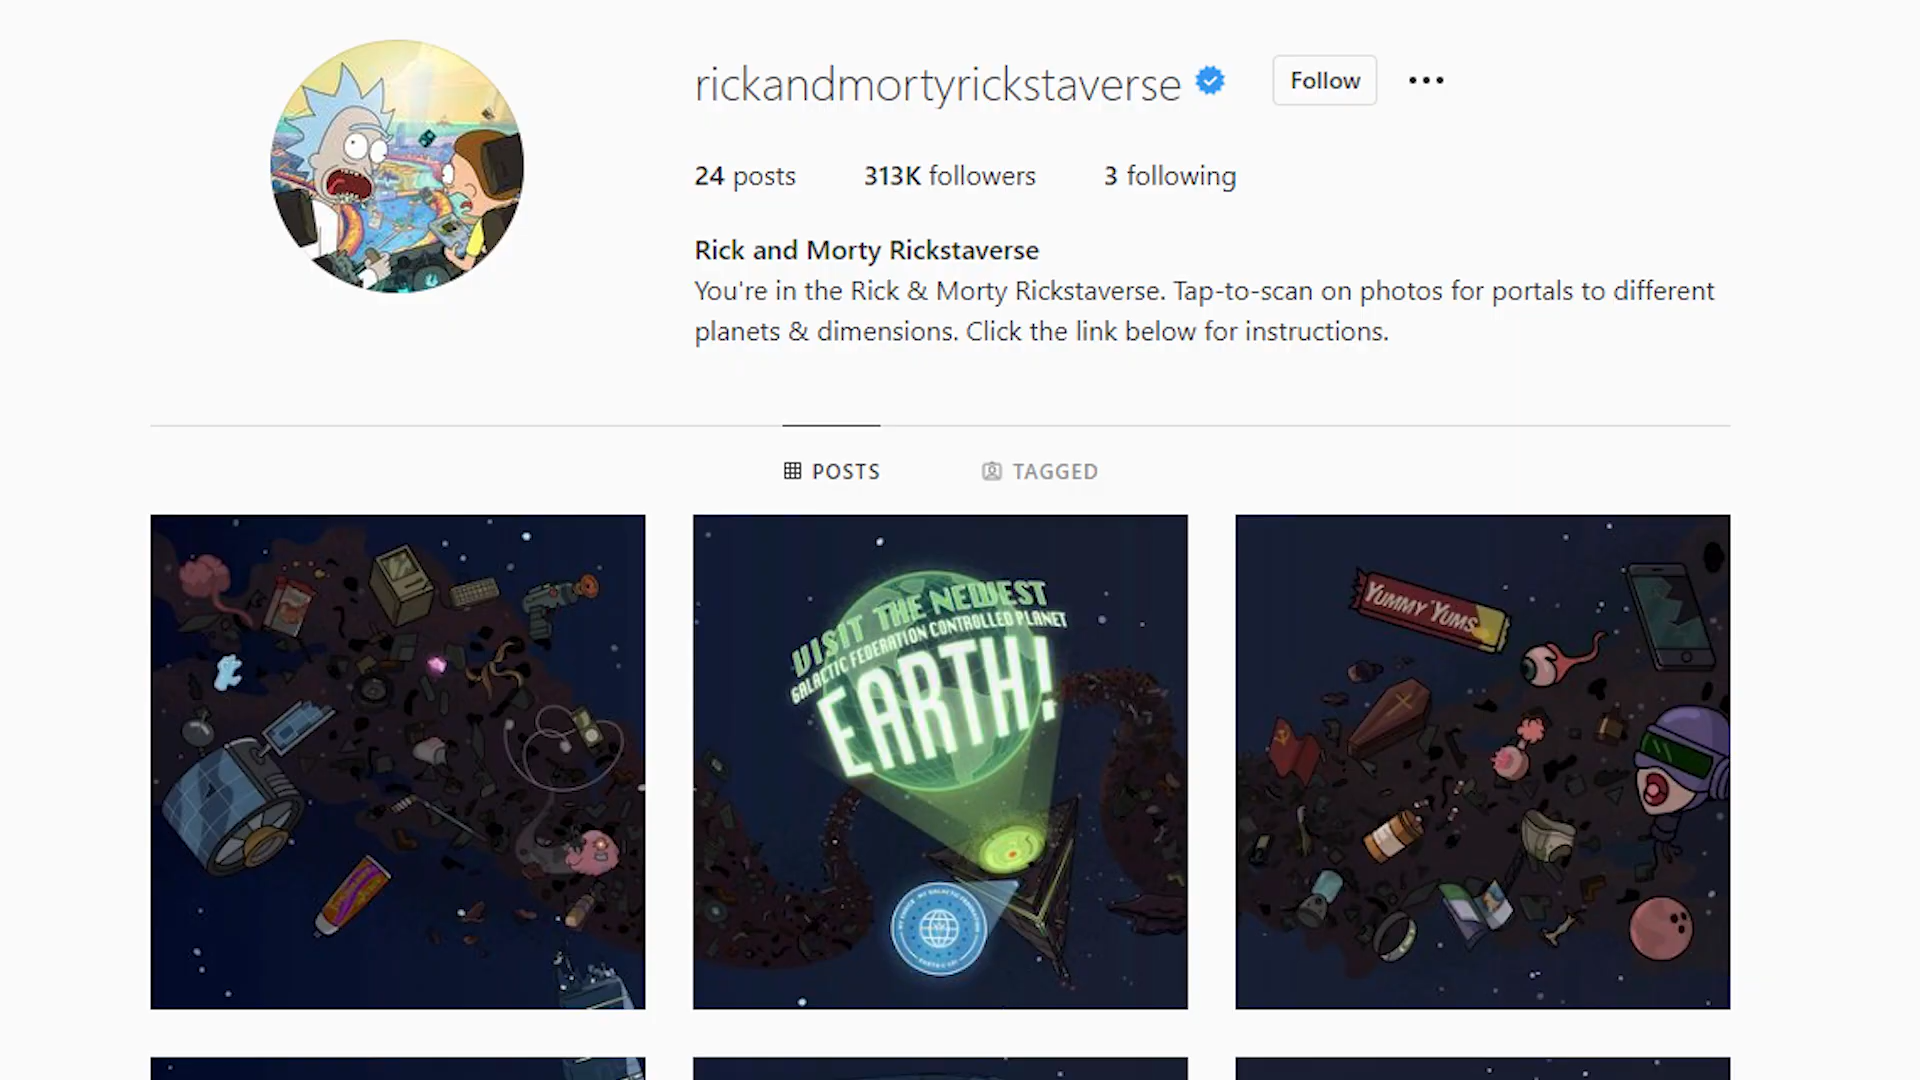 rickandmortyrickstaverse
Follow
24 posts
313K followers
3 following
Rick and Morty Rickstaverse
You're in the Rick & Morty Rickstaverse. Tap-to-scan on photos for portals to different
planets & dimensions. Click the link below for instructions.
POSTS
TAGGED
VISIT THE NEWEST
GALACTIC FEDERATION CONTROLLED PLANET
EARTH!
YUMMY YUMS